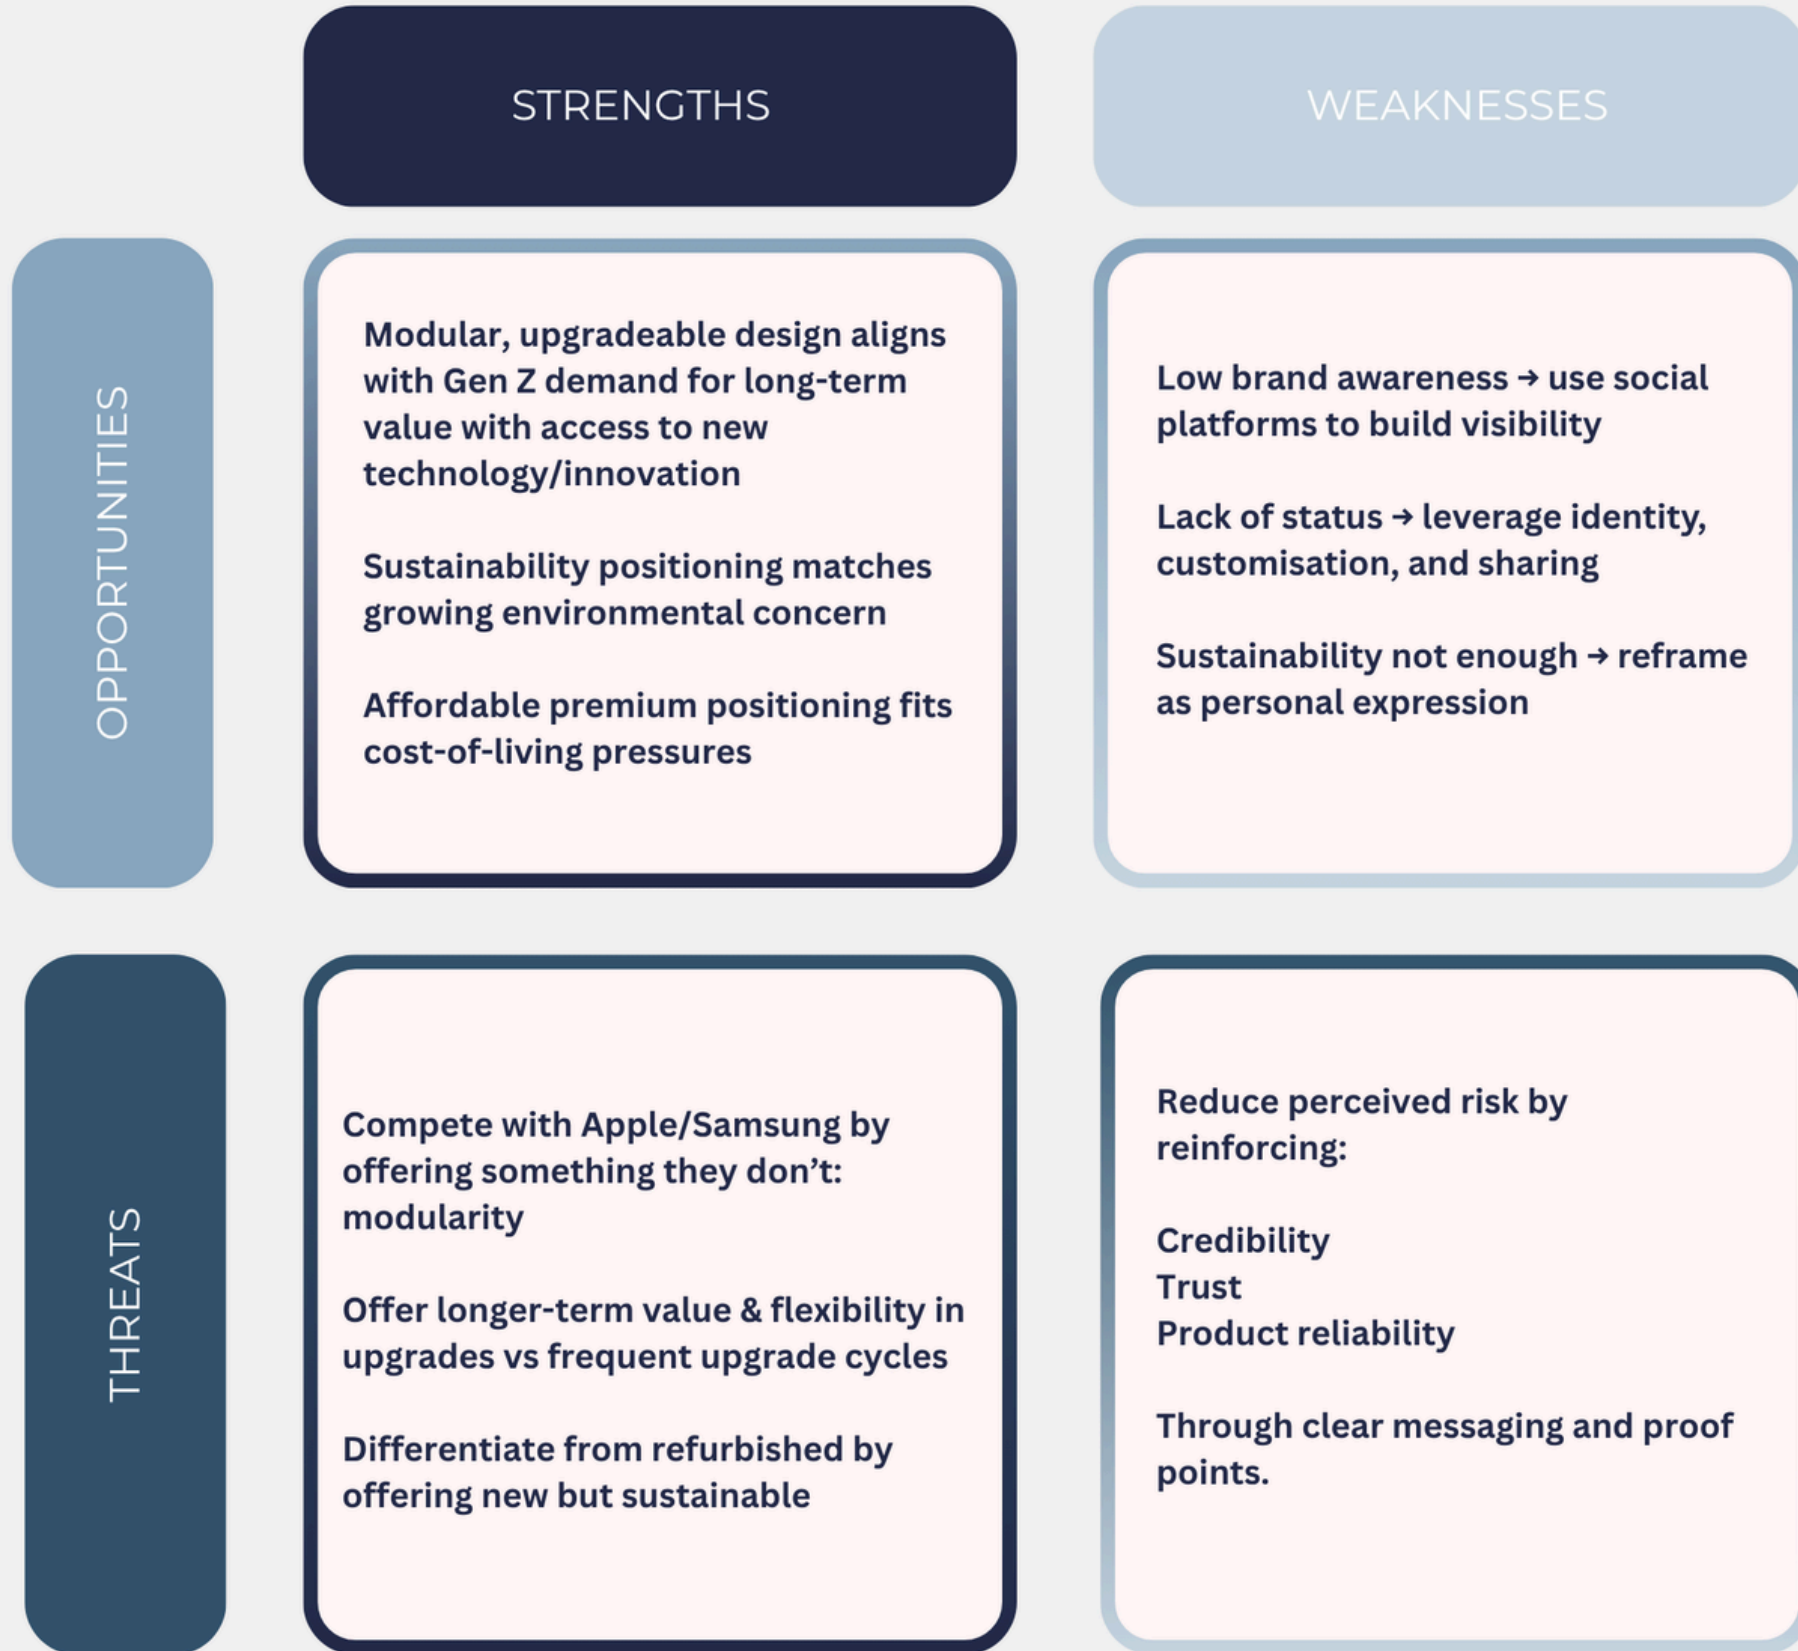 STRENGTHS
WEAKNESSES
OPPORTUNITIES
Modular, upgradeable design aligns
with Gen Z demand for long-term
value with access to new
technology/innovation
Sustainability positioning matches
growing environmental concern
Affordable premium positioning fits
cost-of-living pressures
Low brand awareness → use social
platforms to build visibility
Lack of status → leverage identity,
customisation, and sharing
Sustainability not enough → reframe
as personal expression
THREATS
Compete with Apple/Samsung by
offering something they don’t:
modularity
Offer longer-term value & flexibility in
upgrades vs frequent upgrade cycles
Differentiate from refurbished by
offering new but sustainable
Reduce perceived risk by
reinforcing:
Credibility
Trust
Product reliability
Through clear messaging and proof
points.